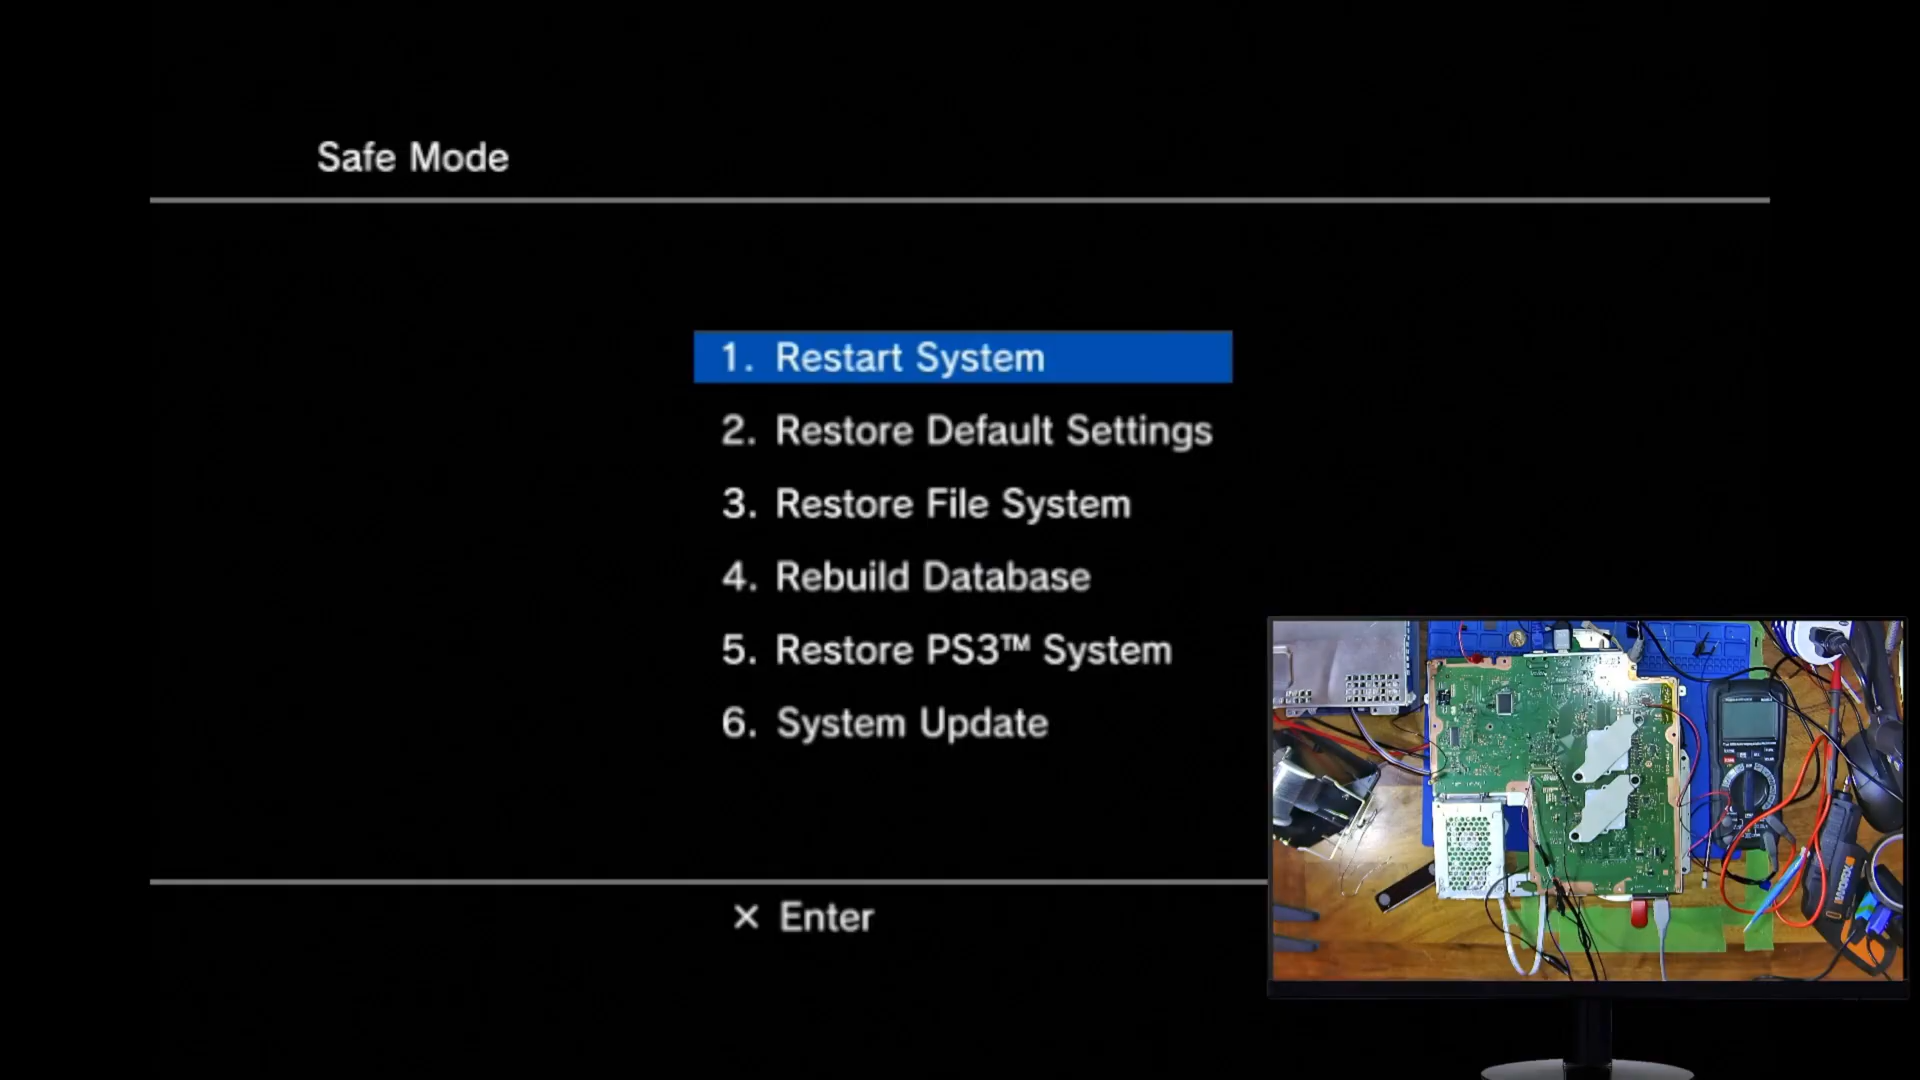 Safe Mode
1. Restart System
2. Restore Default Settings
3. Restore File System
4. Rebuild Database
5. Restore PS3™ System
6. System Update
✕ Enter